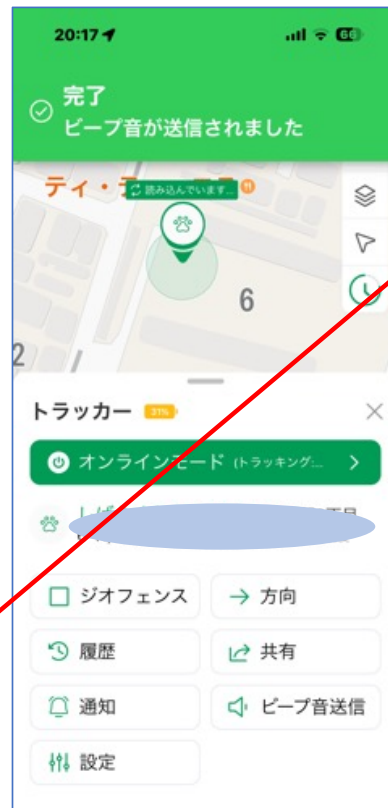 20:17
66
完了
ビープ音が送信されました
ティ・
読み込んでいます...
6
2
トラッカー 31%
オンラインモード (トラッキング:...
ジオフェンス
方向
履歴
共有
通知
ビープ音送信
設定